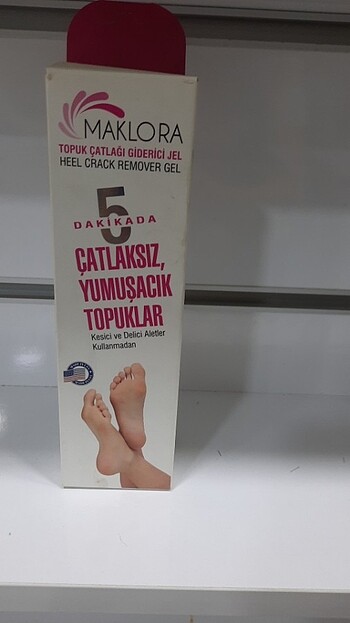 MAKLORA
TOPUK ÇATLAĞI GİDERİCİ JEL
HEEL CRACK REMOVER GEL
5
DAKİKADA
ÇATLAKSIZ,
YUMUŞACIK
TOPUKLAR
Kesici ve Delici Aletler
Kullanmadan